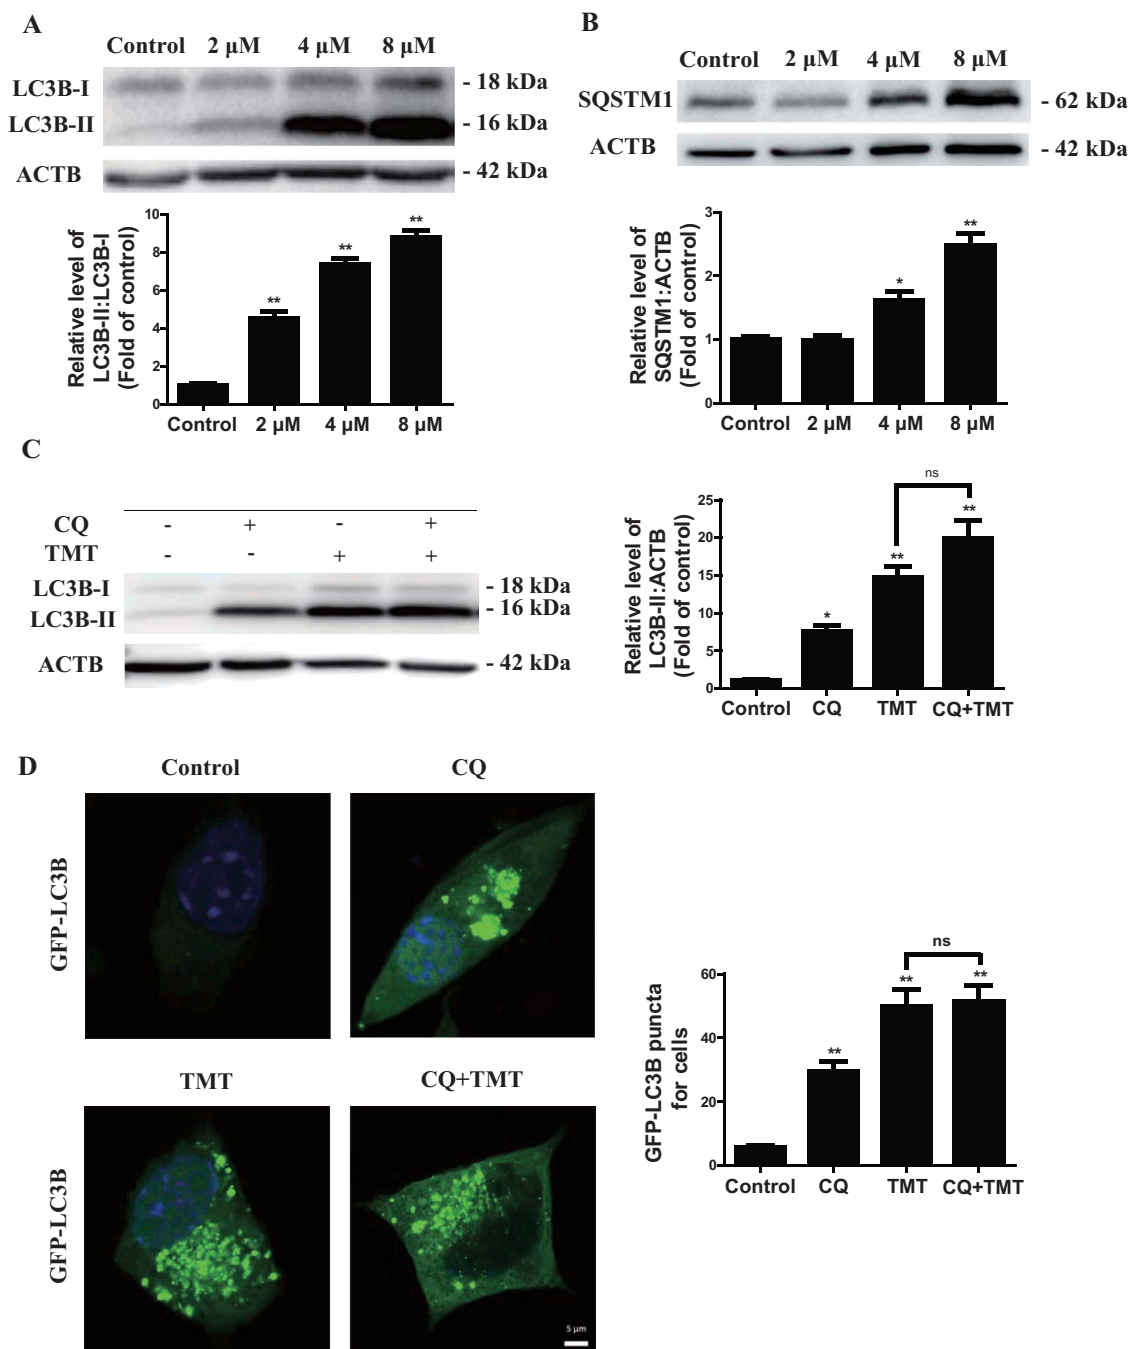 A
Control 2 µM 4 µM 8 µM
LC3B-I - 18 kDa
LC3B-II - 16 kDa
ACTB - 42 kDa
Relative level of
LC3B-II:LC3B-I
(Fold of control)
10
8
6
4
2
0
** ** **
Control 2 µM 4 µM 8 µM
B
Control 2 µM 4 µM 8 µM
SQSTM1 - 62 kDa
ACTB - 42 kDa
Relative level of
SQSTM1:ACTB
(Fold of control)
3
2
1
0
* **
Control 2 µM 4 µM 8 µM
C
CQ - + - +
TMT - - + +
LC3B-I - 18 kDa
LC3B-II - 16 kDa
ACTB - 42 kDa
Relative level of
LC3B-II:ACTB
(Fold of control)
25
20
15
10
5
0
ns
* ** **
Control CQ TMT CQ+TMT
D
Control CQ
GFP-LC3B
TMT CQ+TMT
GFP-LC3B
5 µm
GFP-LC3B puncta
for cells
60
40
20
0
ns
** ** **
Control CQ TMT CQ+TMT